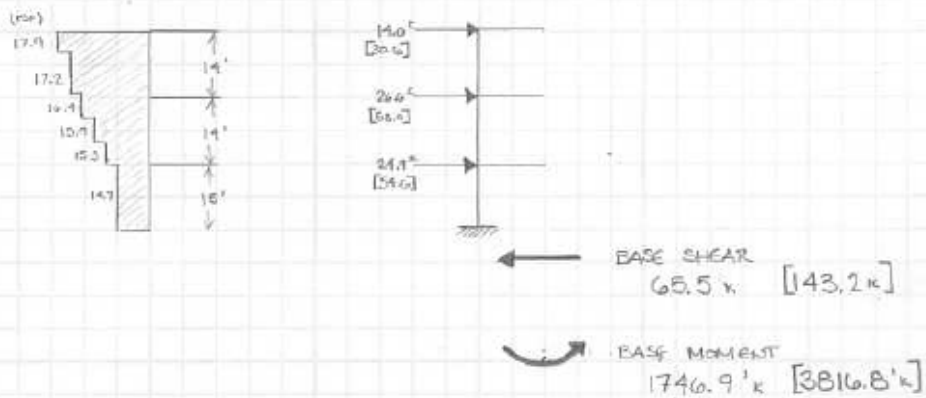 (PSF)
17.9
17.2
16.4
15.9
15.3
14.7
14'
14'
15'
14.0ᵏ
[30.6]
26.6ᵏ
[58.0]
24.9ᵏ
[54.6]
BASE SHEAR
65.5 k [143.2 k]
BASE MOMENT
1746.9 'k [3816.8 'k]